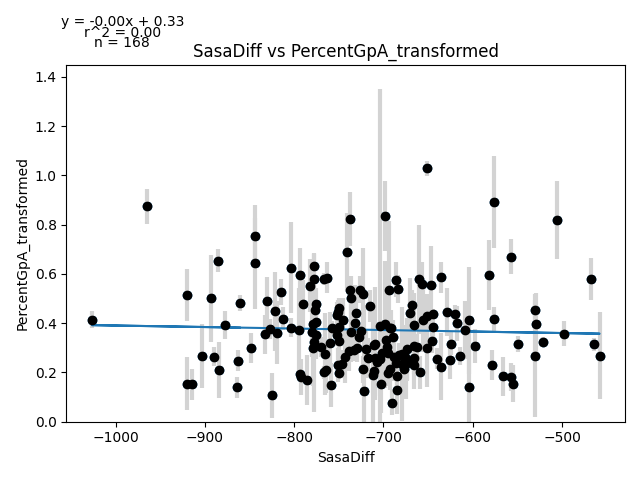 y = -0.00x + 0.33
r^2 = 0.00
n = 168
SasaDiff vs PercentGpA_transformed
1.4
1.2
1.0
0.8
0.6
0.4
0.2
0.0
PercentGpA_transformed
−1000 −900 −800 −700 −600 −500
SasaDiff